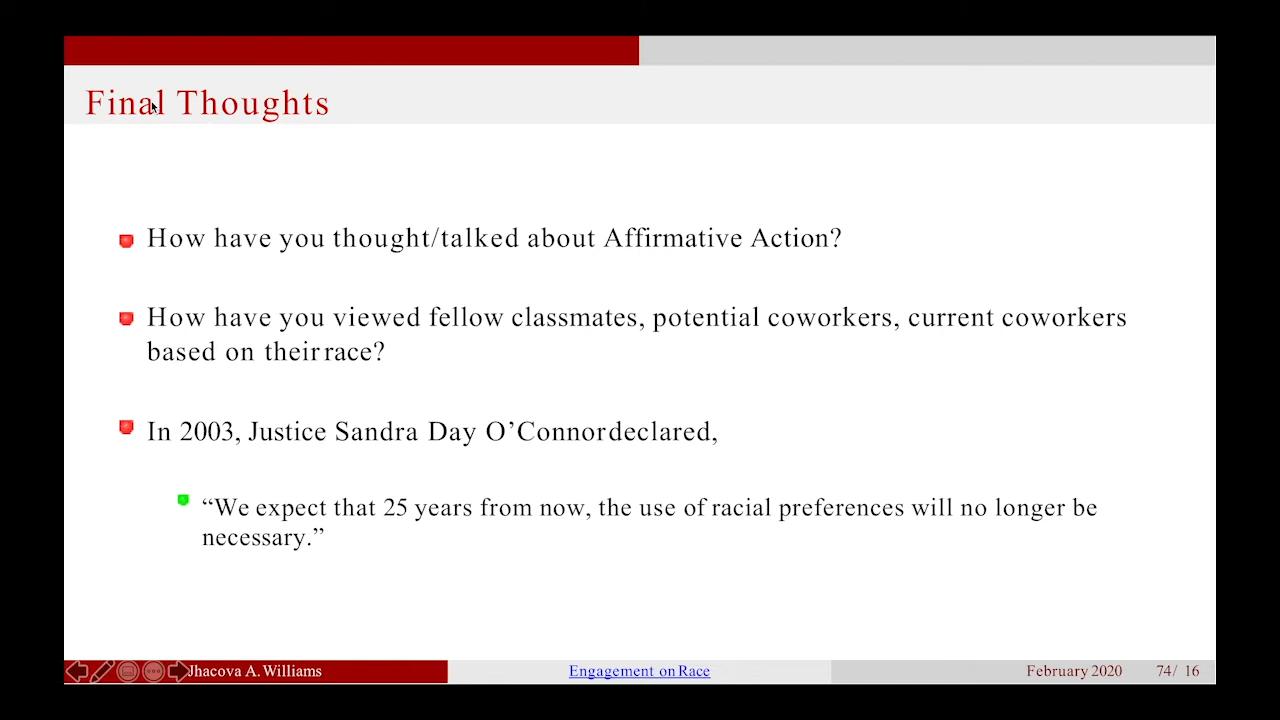 Final Thoughts
How have you thought/talked about Affirmative Action?
How have you viewed fellow classmates, potential coworkers, current coworkers
based on their race?
In 2003, Justice Sandra Day O’Connor declared,
“We expect that 25 years from now, the use of racial preferences will no longer be
necessary.”
Jhacova A. Williams Engagement on Race February 2020 74/ 16